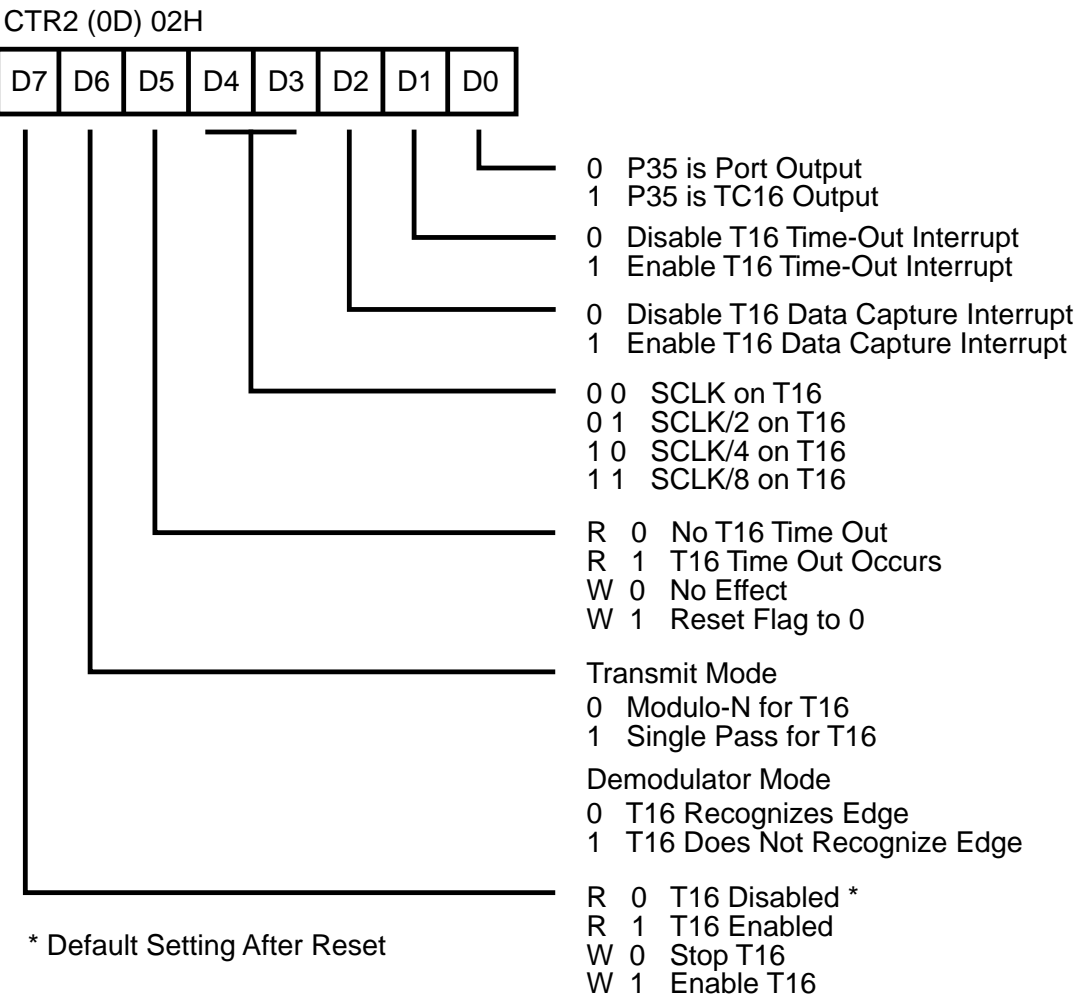 CTR2 (0D) 02H
D7 D6 D5 D4 D3 D2 D1 D0
0 P35 is Port Output
1 P35 is TC16 Output
0 Disable T16 Time-Out Interrupt
1 Enable T16 Time-Out Interrupt
0 Disable T16 Data Capture Interrupt
1 Enable T16 Data Capture Interrupt
0 0 SCLK on T16
0 1 SCLK/2 on T16
1 0 SCLK/4 on T16
1 1 SCLK/8 on T16
R 0 No T16 Time Out
R 1 T16 Time Out Occurs
W 0 No Effect
W 1 Reset Flag to 0
Transmit Mode
0 Modulo-N for T16
1 Single Pass for T16
Demodulator Mode
0 T16 Recognizes Edge
1 T16 Does Not Recognize Edge
R 0 T16 Disabled *
R 1 T16 Enabled
W 0 Stop T16
W 1 Enable T16
* Default Setting After Reset